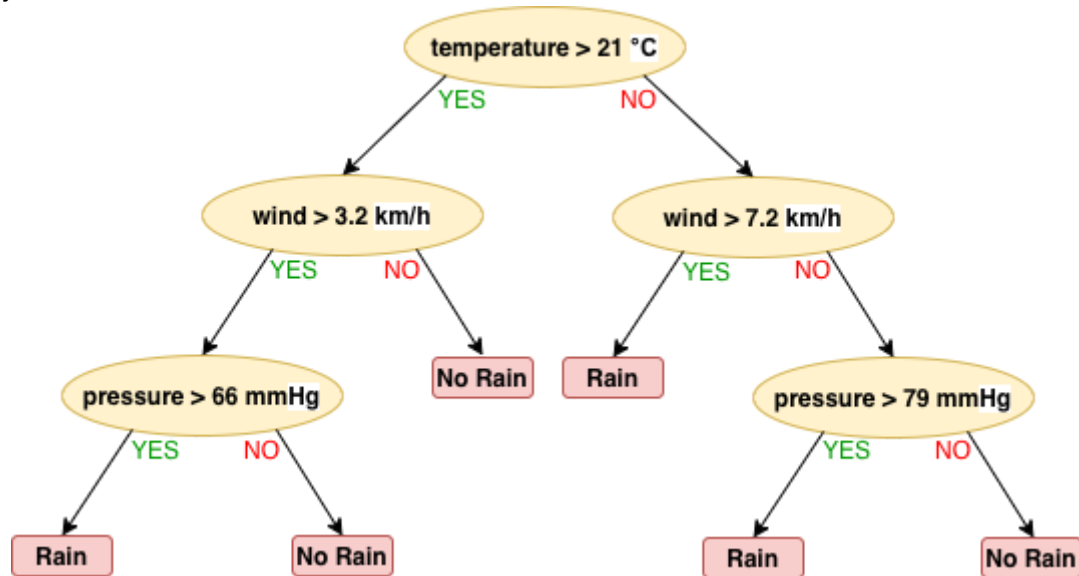 temperature > 21 °C
YES
NO
wind > 3.2 km/h
wind > 7.2 km/h
YES
NO
YES
NO
No Rain
Rain
pressure > 66 mmHg
pressure > 79 mmHg
YES
NO
YES
NO
Rain
No Rain
Rain
No Rain